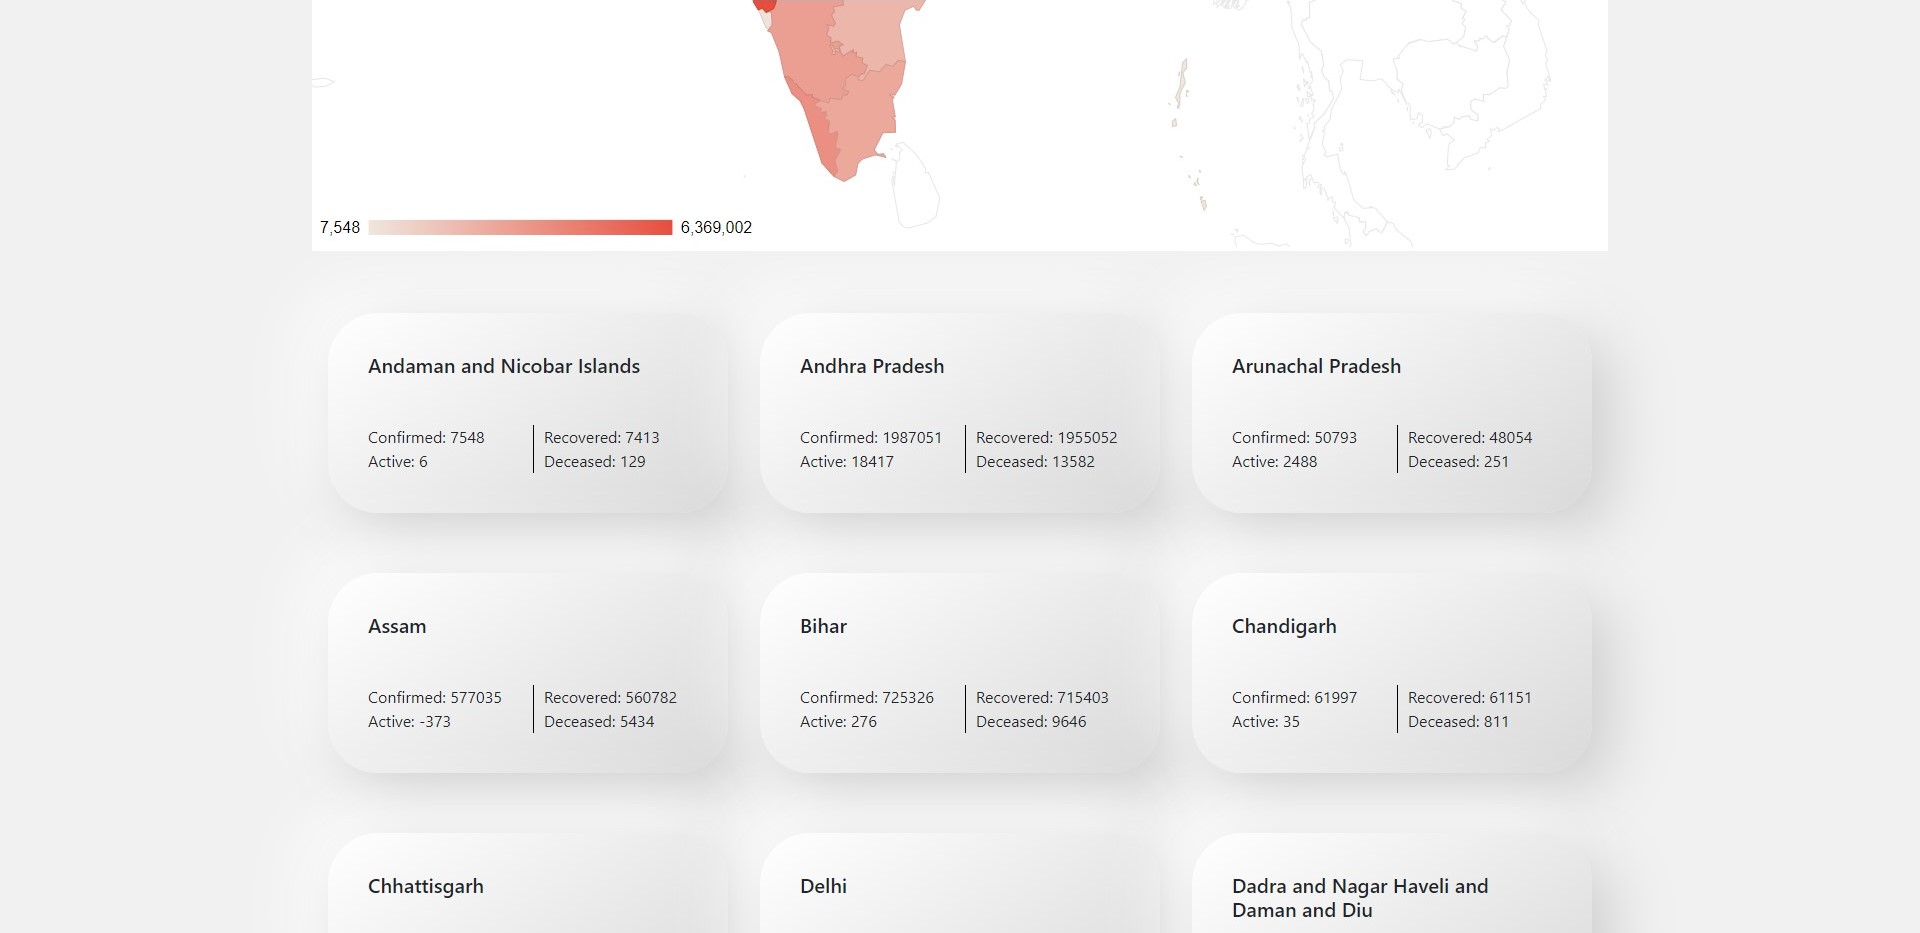 7,548 6,369,002
Andaman and Nicobar Islands
Confirmed: 7548
Active: 6
Recovered: 7413
Deceased: 129
Andhra Pradesh
Confirmed: 1987051
Active: 18417
Recovered: 1955052
Deceased: 13582
Arunachal Pradesh
Confirmed: 50793
Active: 2488
Recovered: 48054
Deceased: 251
Assam
Confirmed: 577035
Active: -373
Recovered: 560782
Deceased: 5434
Bihar
Confirmed: 725326
Active: 276
Recovered: 715403
Deceased: 9646
Chandigarh
Confirmed: 61997
Active: 35
Recovered: 61151
Deceased: 811
Chhattisgarh
Delhi
Dadra and Nagar Haveli and
Daman and Diu